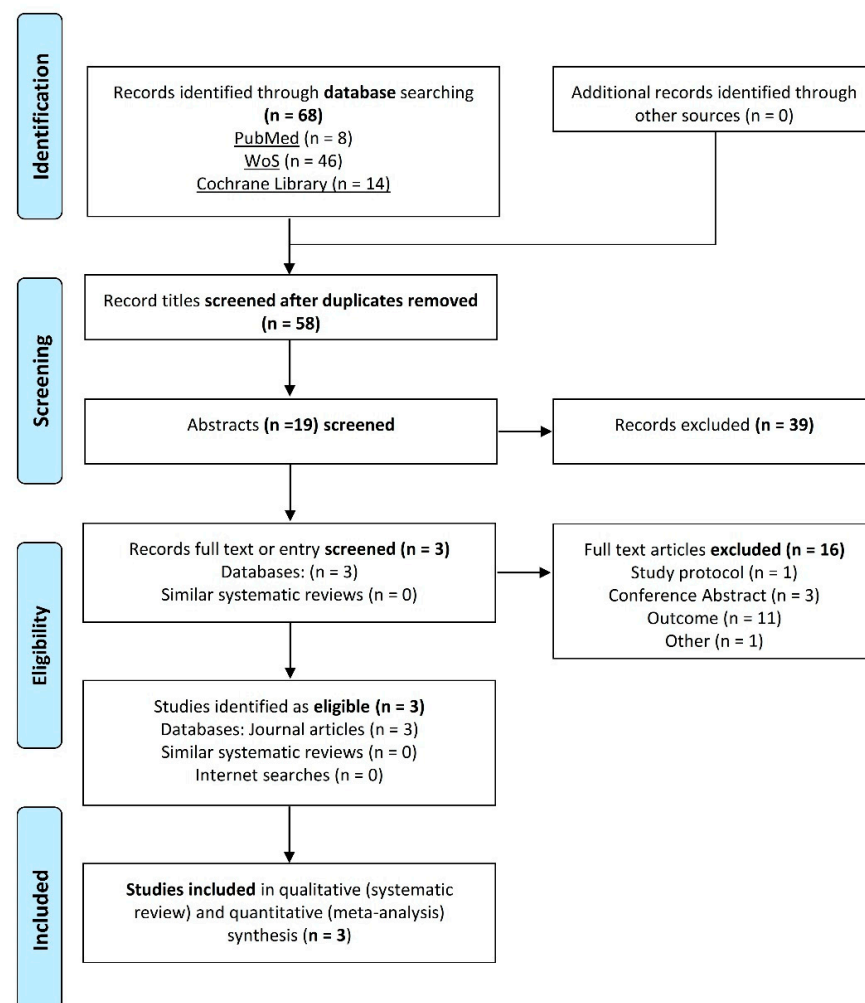 Identification
Records identified through database searching
(n = 68)
PubMed (n = 8)
WoS (n = 46)
Cochrane Library (n = 14)
Additional records identified through
other sources (n = 0)
Screening
Record titles screened after duplicates removed
(n = 58)
Abstracts (n =19) screened
Records excluded (n = 39)
Eligibility
Records full text or entry screened (n = 3)
Databases: (n = 3)
Similar systematic reviews (n = 0)
Full text articles excluded (n = 16)
Study protocol (n = 1)
Conference Abstract (n = 3)
Outcome (n = 11)
Other (n = 1)
Studies identified as eligible (n = 3)
Databases: Journal articles (n = 3)
Similar systematic reviews (n = 0)
Internet searches (n = 0)
Included
Studies included in qualitative (systematic
review) and quantitative (meta-analysis)
synthesis (n = 3)